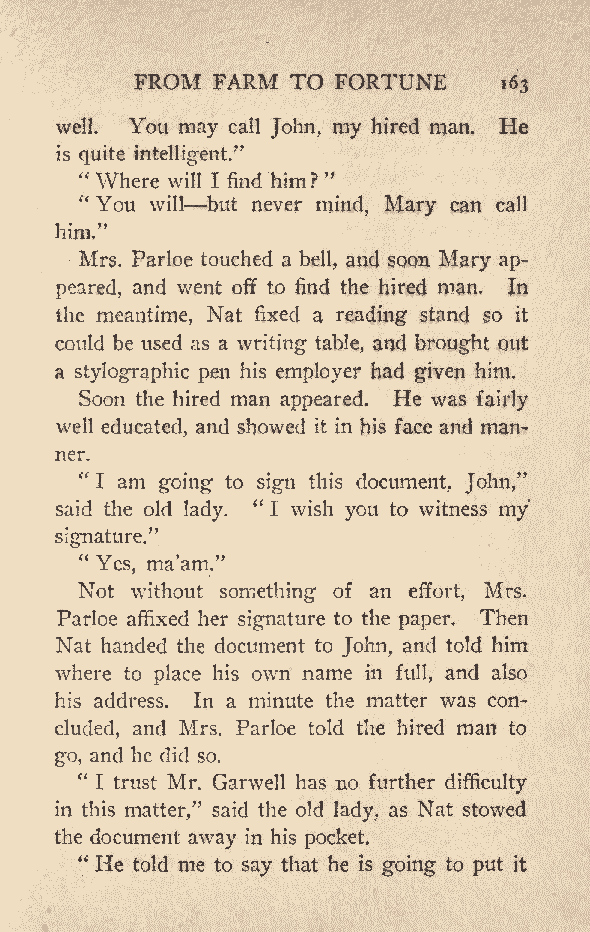 FROM FARM TO FORTUNE 163
well. You may call John, my hired man. He
is quite intelligent."
"Where will I find him?"
"You will—but never mind, Mary can call
him."
Mrs. Parloe touched a bell, and soon Mary ap-
peared, and went off to find the hired man. In
the meantime, Nat fixed a reading stand so it
could be used as a writing table, and brought out
a stylographic pen his employer had given him.
Soon the hired man appeared. He was fairly
well educated, and showed it in his face and man-
ner.
"I am going to sign this document, John,"
said the old lady. "I wish you to witness my
signature."
"Yes, ma'am."
Not without something of an effort, Mrs.
Parloe affixed her signature to the paper. Then
Nat handed the document to John, and told him
where to place his own name in full, and also
his address. In a minute the matter was con-
cluded, and Mrs. Parloe told the hired man to
go, and he did so.
"I trust Mr. Garwell has no further difficulty
in this matter," said the old lady, as Nat stowed
the document away in his pocket.
"He told me to say that he is going to put it